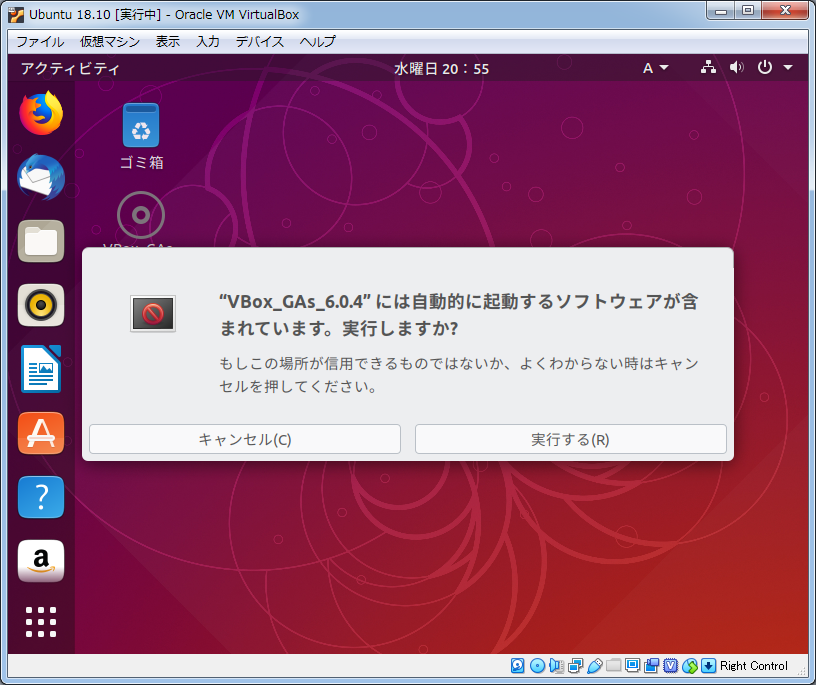 Ubuntu 18.10 [実行中] - Oracle VM VirtualBox
ファイル 仮想マシン 表示 入力 デバイス ヘルプ
アクティビティ 水曜日 20：55 A
ゴミ箱
“VBox_GAs_6.0.4” には自動的に起動するソフトウェアが含
まれています。実行しますか?
もしこの場所が信用できるものではないか、よくわからない時はキャン
セルを押してください。
キャンセル(C) 実行する(R)
a
Right Control